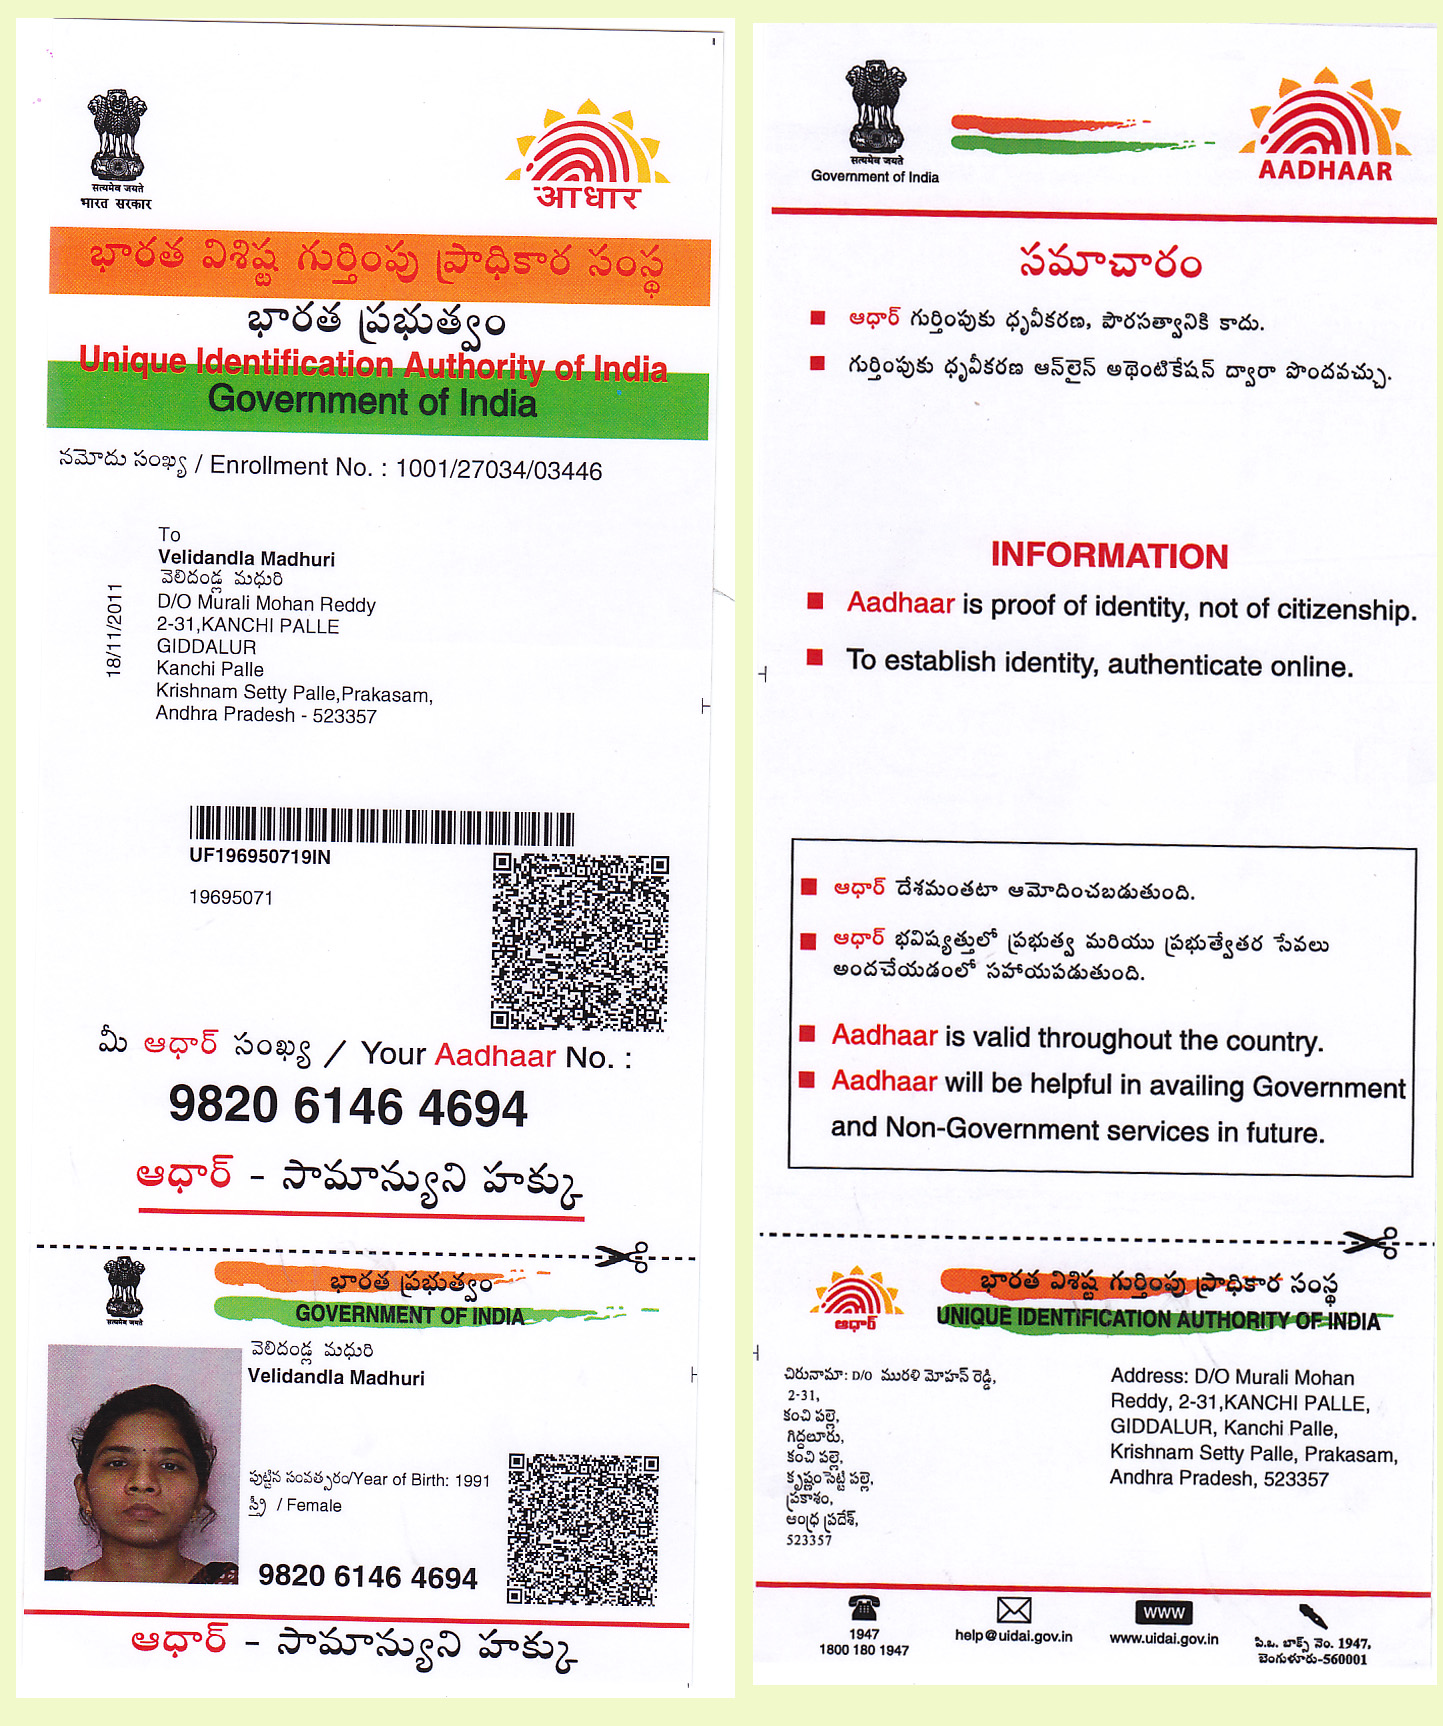 सत्यमेव जयते
भारत सरकार
आधार
భారత విశిష్ట గుర్తింపు ప్రాధికార సంస్థ
భారత ప్రభుత్వం
Unique Identification Authority of India
Government of India
నమోదు సంఖ్య / Enrollment No. : 1001/27034/03446
18/11/2011
To
Velidandla Madhuri
వెలిదండ్ల మధురి
D/O Murali Mohan Reddy
2-31,KANCHI PALLE
GIDDALUR
Kanchi Palle
Krishnam Setty Palle,Prakasam,
Andhra Pradesh - 523357
UF196950719IN
19695071
మీ ఆధార్ సంఖ్య / Your Aadhaar No. :
9820 6146 4694
ఆధార్ - సామాన్యుని హక్కు
सत्यमेव जयते
భారత ప్రభుత్వం
GOVERNMENT OF INDIA
వెలిదండ్ల మధురి
Velidandla Madhuri
పుట్టిన సంవత్సరం/Year of Birth: 1991
స్త్రీ / Female
9820 6146 4694
ఆధార్ - సామాన్యుని హక్కు
सत्यमेव जयते
Government of India
AADHAAR
సమాచారం
ఆధార్ గుర్తింపుకు ధృవీకరణ, పౌరసత్వానికి కాదు.
గుర్తింపుకు ధృవీకరణ ఆన్‌లైన్ అథెంటికేషన్ ద్వారా పొందవచ్చు.
INFORMATION
Aadhaar is proof of identity, not of citizenship.
To establish identity, authenticate online.
ఆధార్ దేశమంతటా ఆమోదించబడుతుంది.
ఆధార్ భవిష్యత్తులో ప్రభుత్వ మరియు ప్రభుత్వేతర సేవలు
అందచేయడంలో సహాయపడుతుంది.
Aadhaar is valid throughout the country.
Aadhaar will be helpful in availing Government
and Non-Government services in future.
ఆధార్
భారత విశిష్ట గుర్తింపు ప్రాధికార సంస్థ
UNIQUE IDENTIFICATION AUTHORITY OF INDIA
చిరునామా: D/O మురళి మోహన్ రెడ్డి,
2-31,
కంచి పల్లె,
గిద్దలూరు,
కంచి పల్లె,
కృష్ణంసెట్టి పల్లె,
ప్రకాశం,
ఆంధ్ర ప్రదేశ్,
523357
Address: D/O Murali Mohan
Reddy, 2-31,KANCHI PALLE,
GIDDALUR, Kanchi Palle,
Krishnam Setty Palle, Prakasam,
Andhra Pradesh, 523357
1947
1800 180 1947
help@uidai.gov.in
www
www.uidai.gov.in
పి.ఒ. బాక్స్ నెం. 1947,
బెంగుళూరు-560001